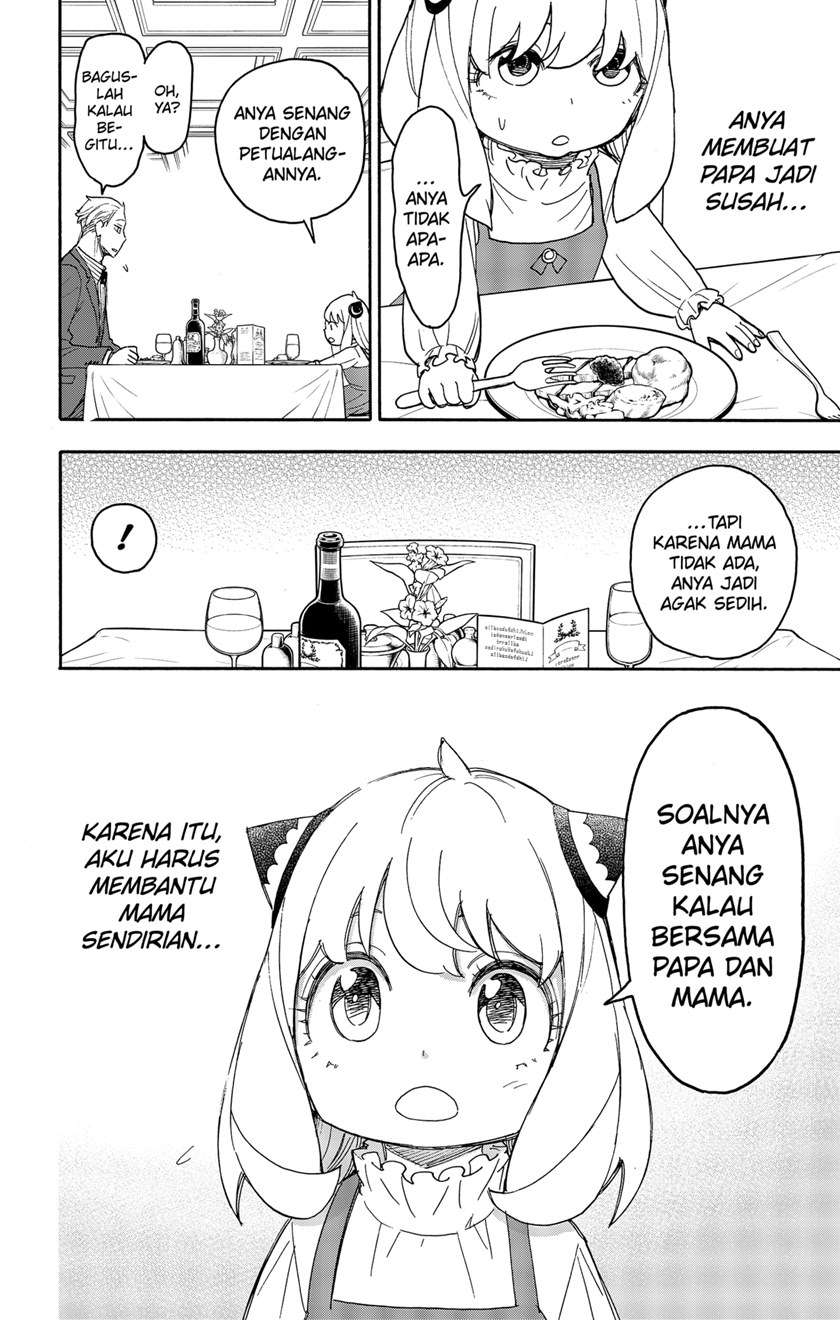 ANYA
MEMBUAT
PAPA JADI
SUSAH...
...
ANYA
TIDAK
APA-
APA.
ANYA SENANG
DENGAN
PETUALANG-
ANNYA.
OH,
YA?
BAGUS-
LAH
KALAU
BE-
GITU...
...TAPI
KARENA MAMA
TIDAK ADA,
ANYA JADI
AGAK SEDIH.
!
SOALNYA
ANYA
SENANG
KALAU
BERSAMA
PAPA DAN
MAMA.
KARENA ITU,
AKU HARUS
MEMBANTU
MAMA
SENDIRIAN...